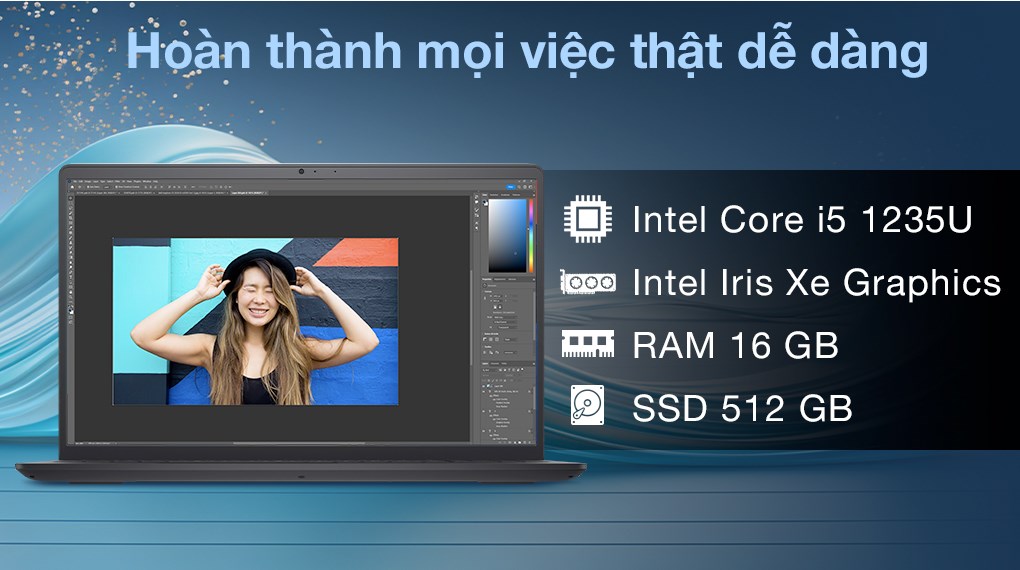 Hoàn thành mọi việc thật dễ dàng
Intel Core i5 1235U
Intel Iris Xe Graphics
RAM 16 GB
SSD 512 GB